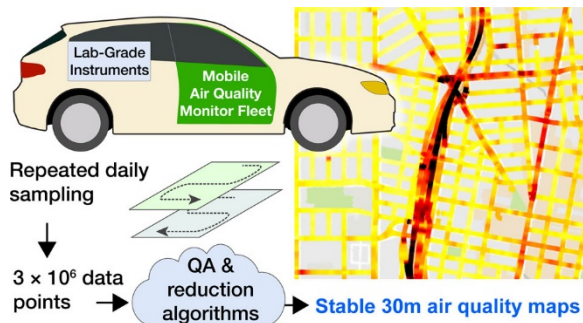 Lab-Grade
Instruments
Mobile
Air Quality
Monitor Fleet
Repeated daily
sampling
3 × 10⁶ data
points
QA &
reduction
algorithms
Stable 30m air quality maps